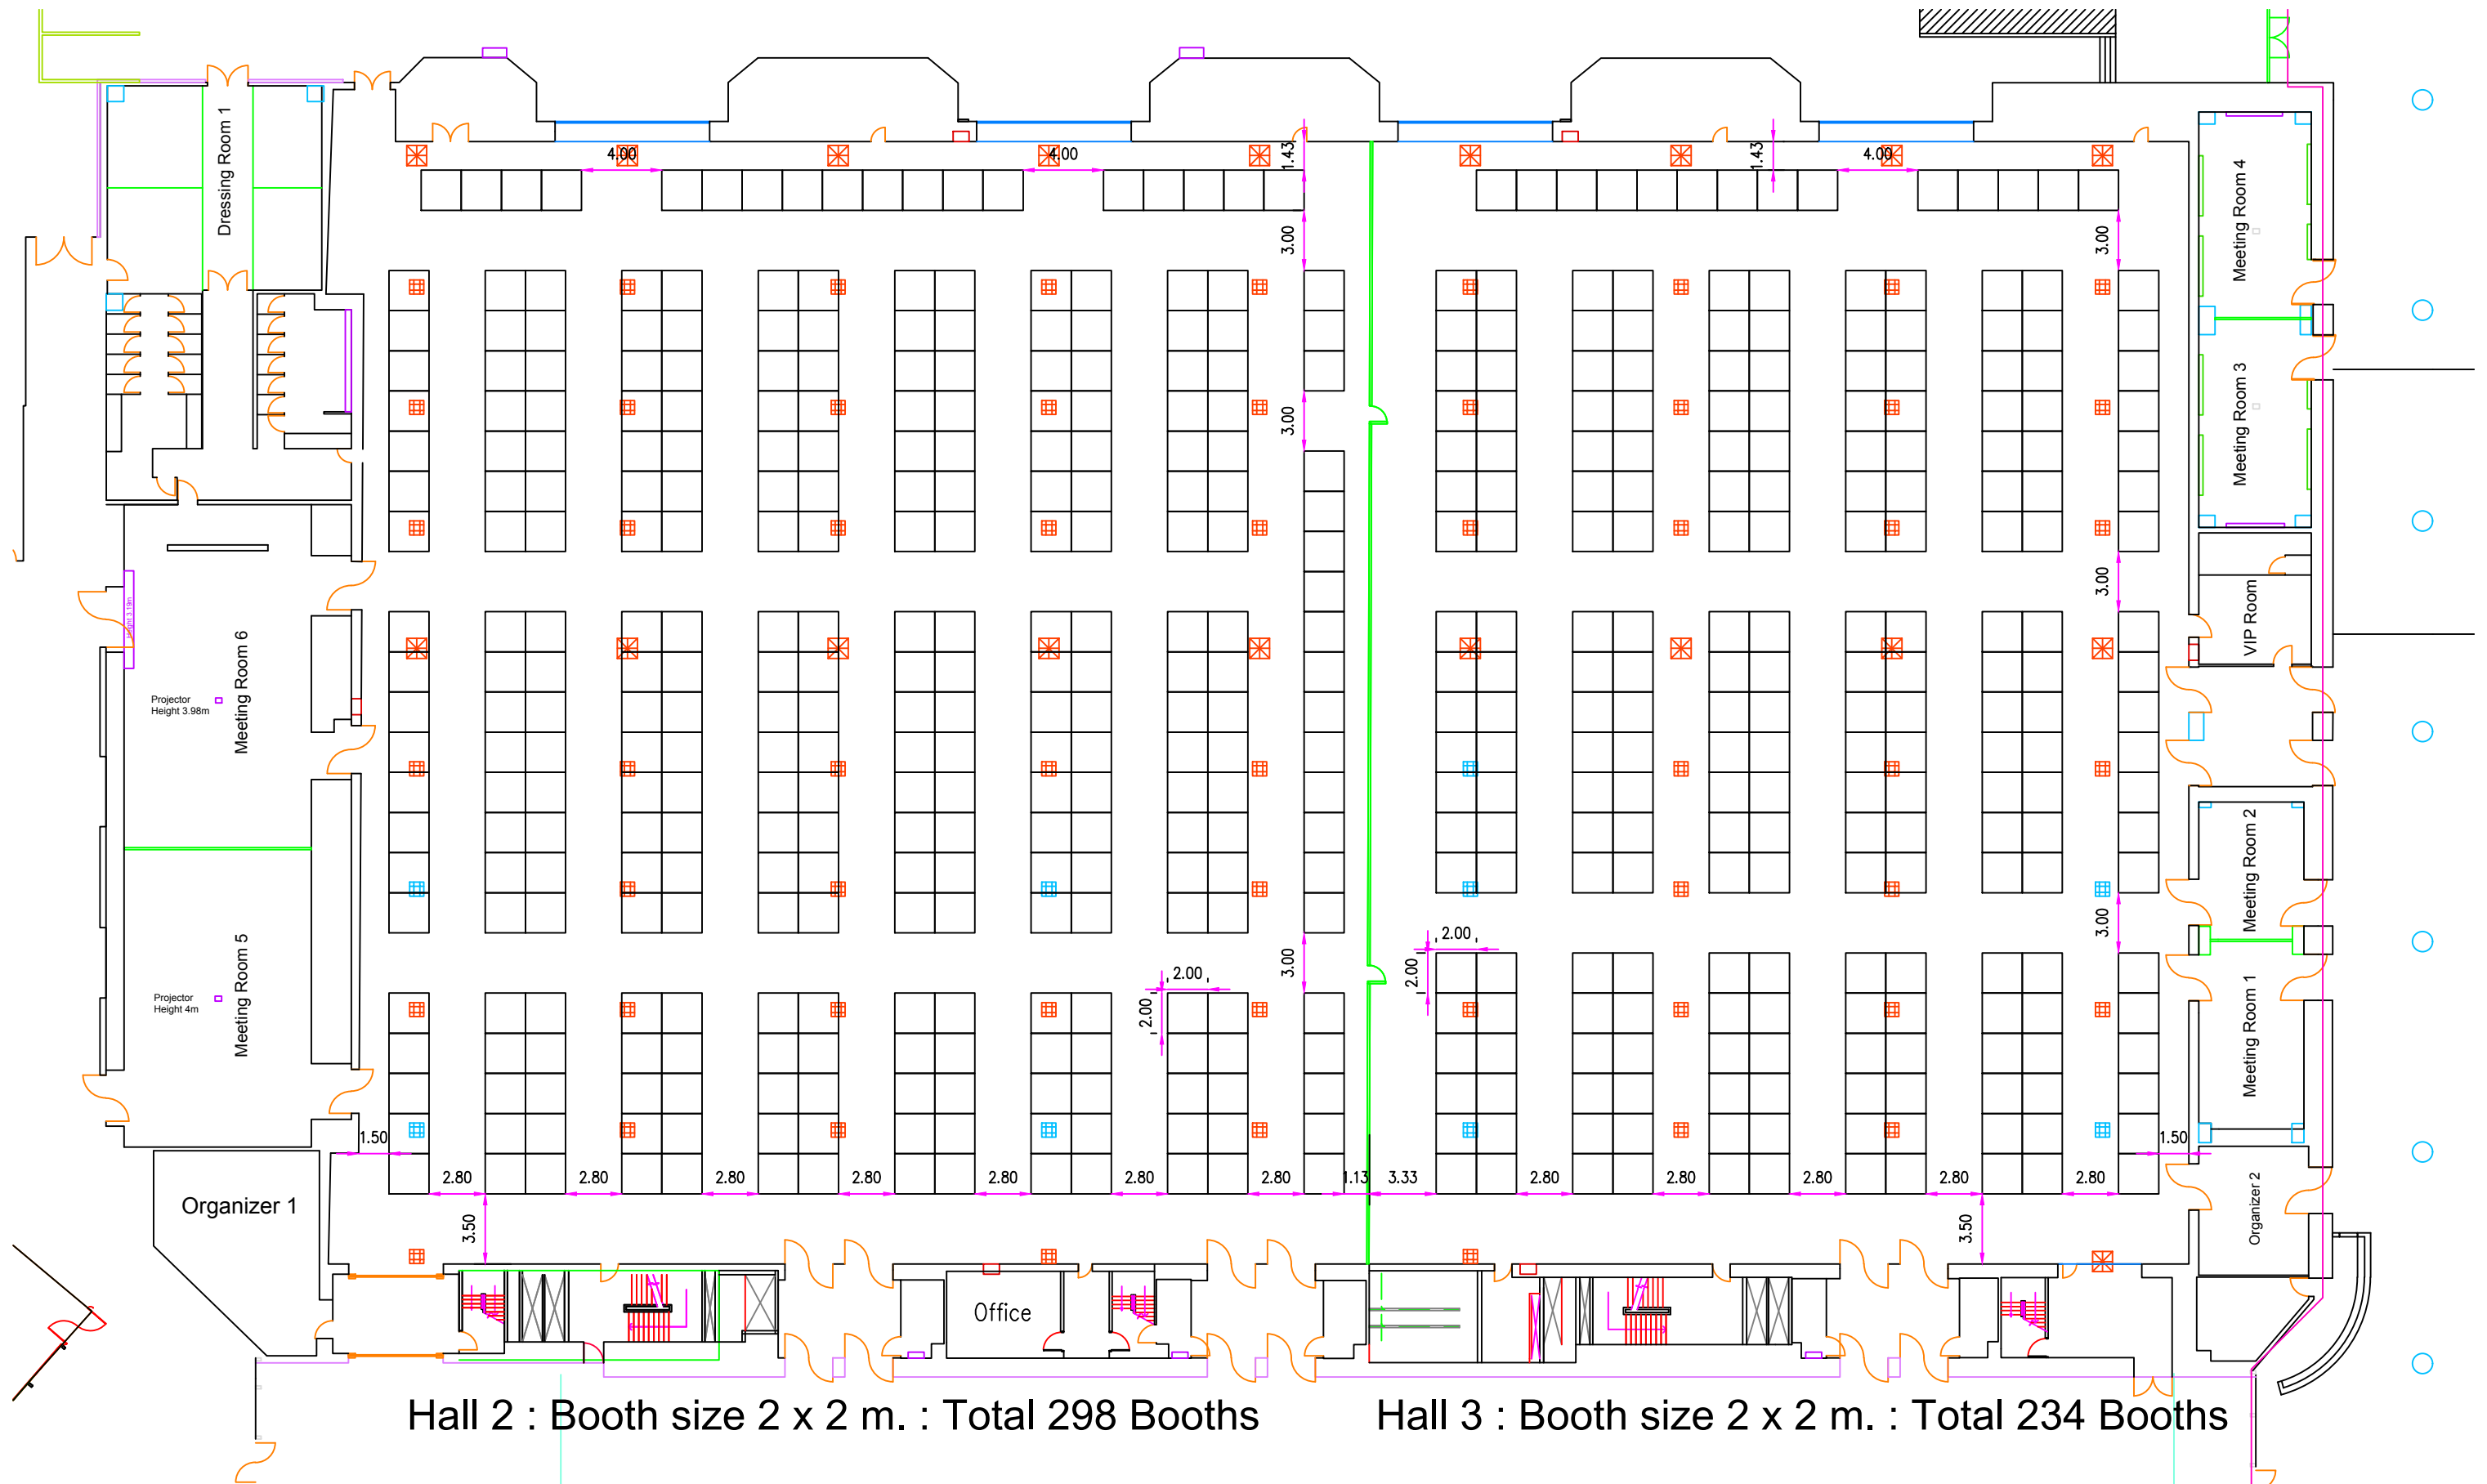 Dressing Room 1
4.00
4.00
1.43
1.43
4.00
Meeting Room 4
3.00
3.00
Meeting Room 3
3.00
3.00
VIP Room
Height 3.19m
Meeting Room 6
Projector
Height 3.98m
Meeting Room 2
3.00
3.00
2.00
2.00
2.00
2.00
Meeting Room 5
Projector
Height 4m
Meeting Room 1
1.50
1.50
2.80
2.80
2.80
2.80
2.80
2.80
2.80
1.13
3.33
2.80
2.80
2.80
2.80
2.80
Organizer 1
Organizer 2
3.50
3.50
Office
Hall 2 : Booth size 2 x 2 m. : Total 298 Booths
Hall 3 : Booth size 2 x 2 m. : Total 234 Booths